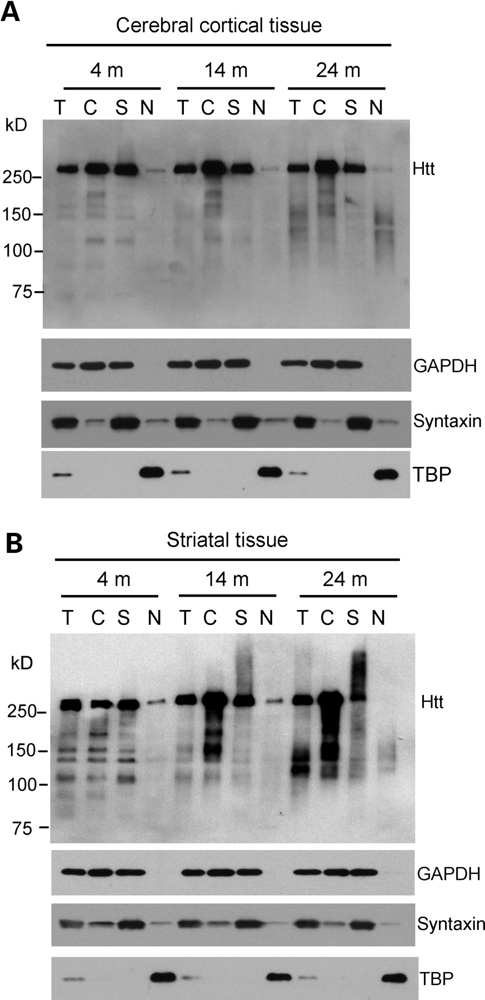 A
Cerebral cortical tissue
4 m 14 m 24 m
T C S N T C S N T C S N
kD
Htt
250
150
100
75
GAPDH
Syntaxin
TBP
B
Striatal tissue
4 m 14 m 24 m
T C S N T C S N T C S N
kD
Htt
250
150
100
75
GAPDH
Syntaxin
TBP